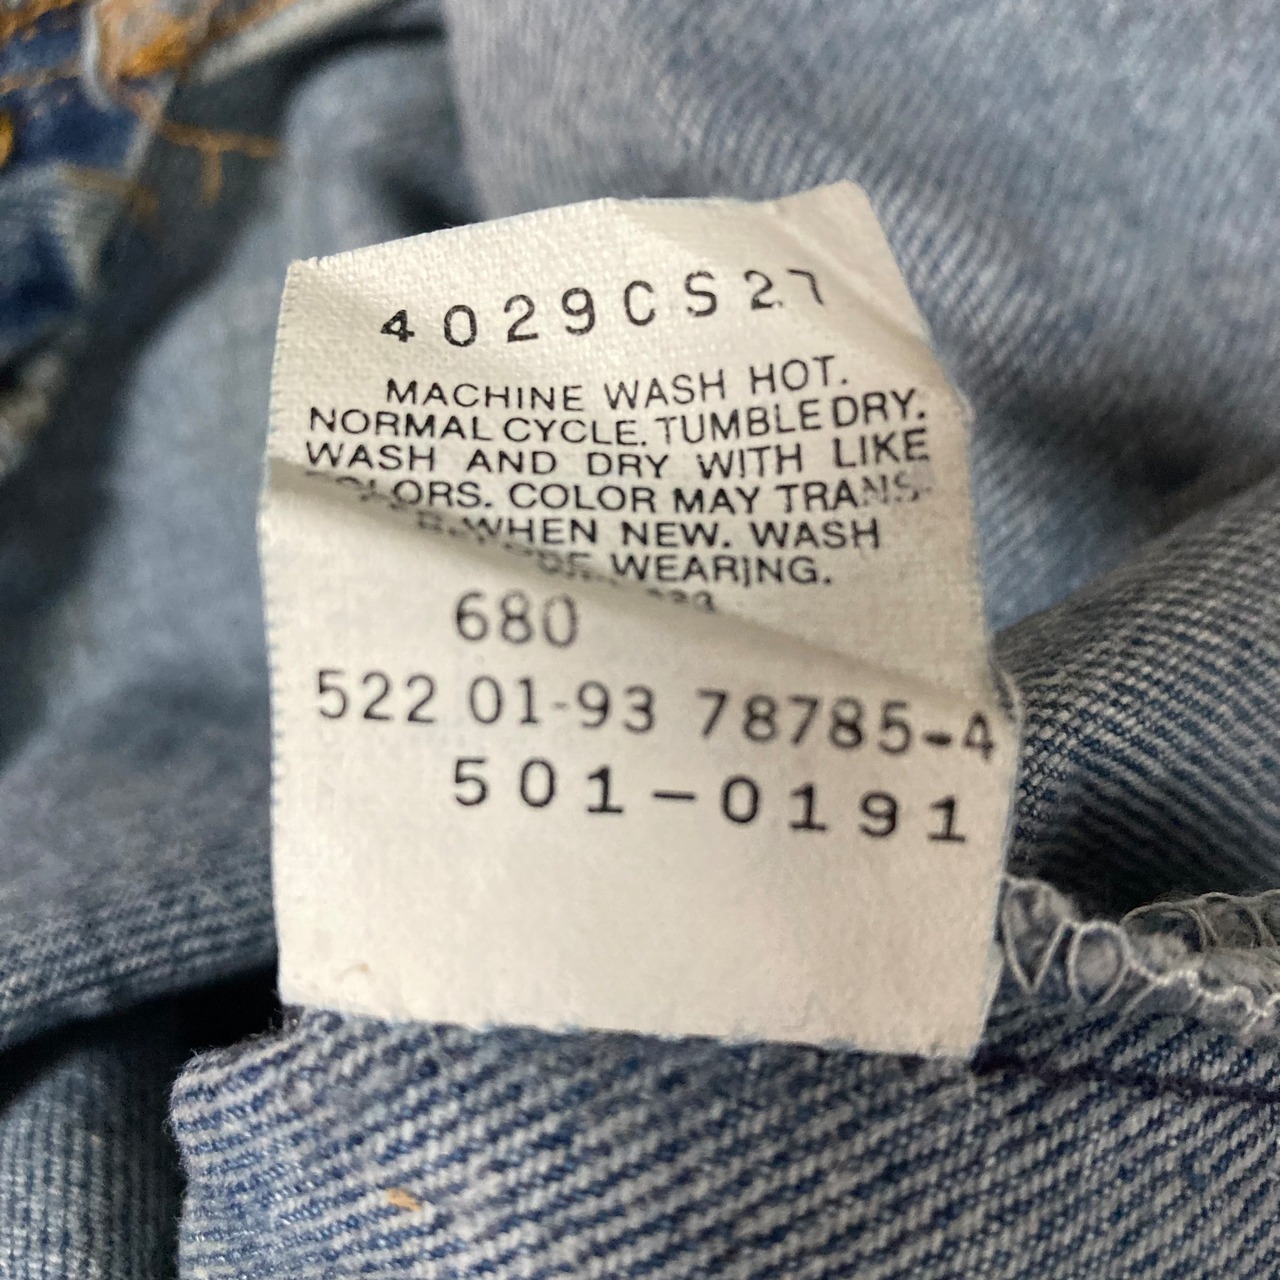 4029CS27
MACHINE WASH HOT.
NORMAL CYCLE. TUMBLE DRY.
WASH AND DRY WITH LIKE
ORS. COLOR MAY TRANS-
WHEN NEW. WASH
WEARING.
680
522 01-93 78785-4
501-0191